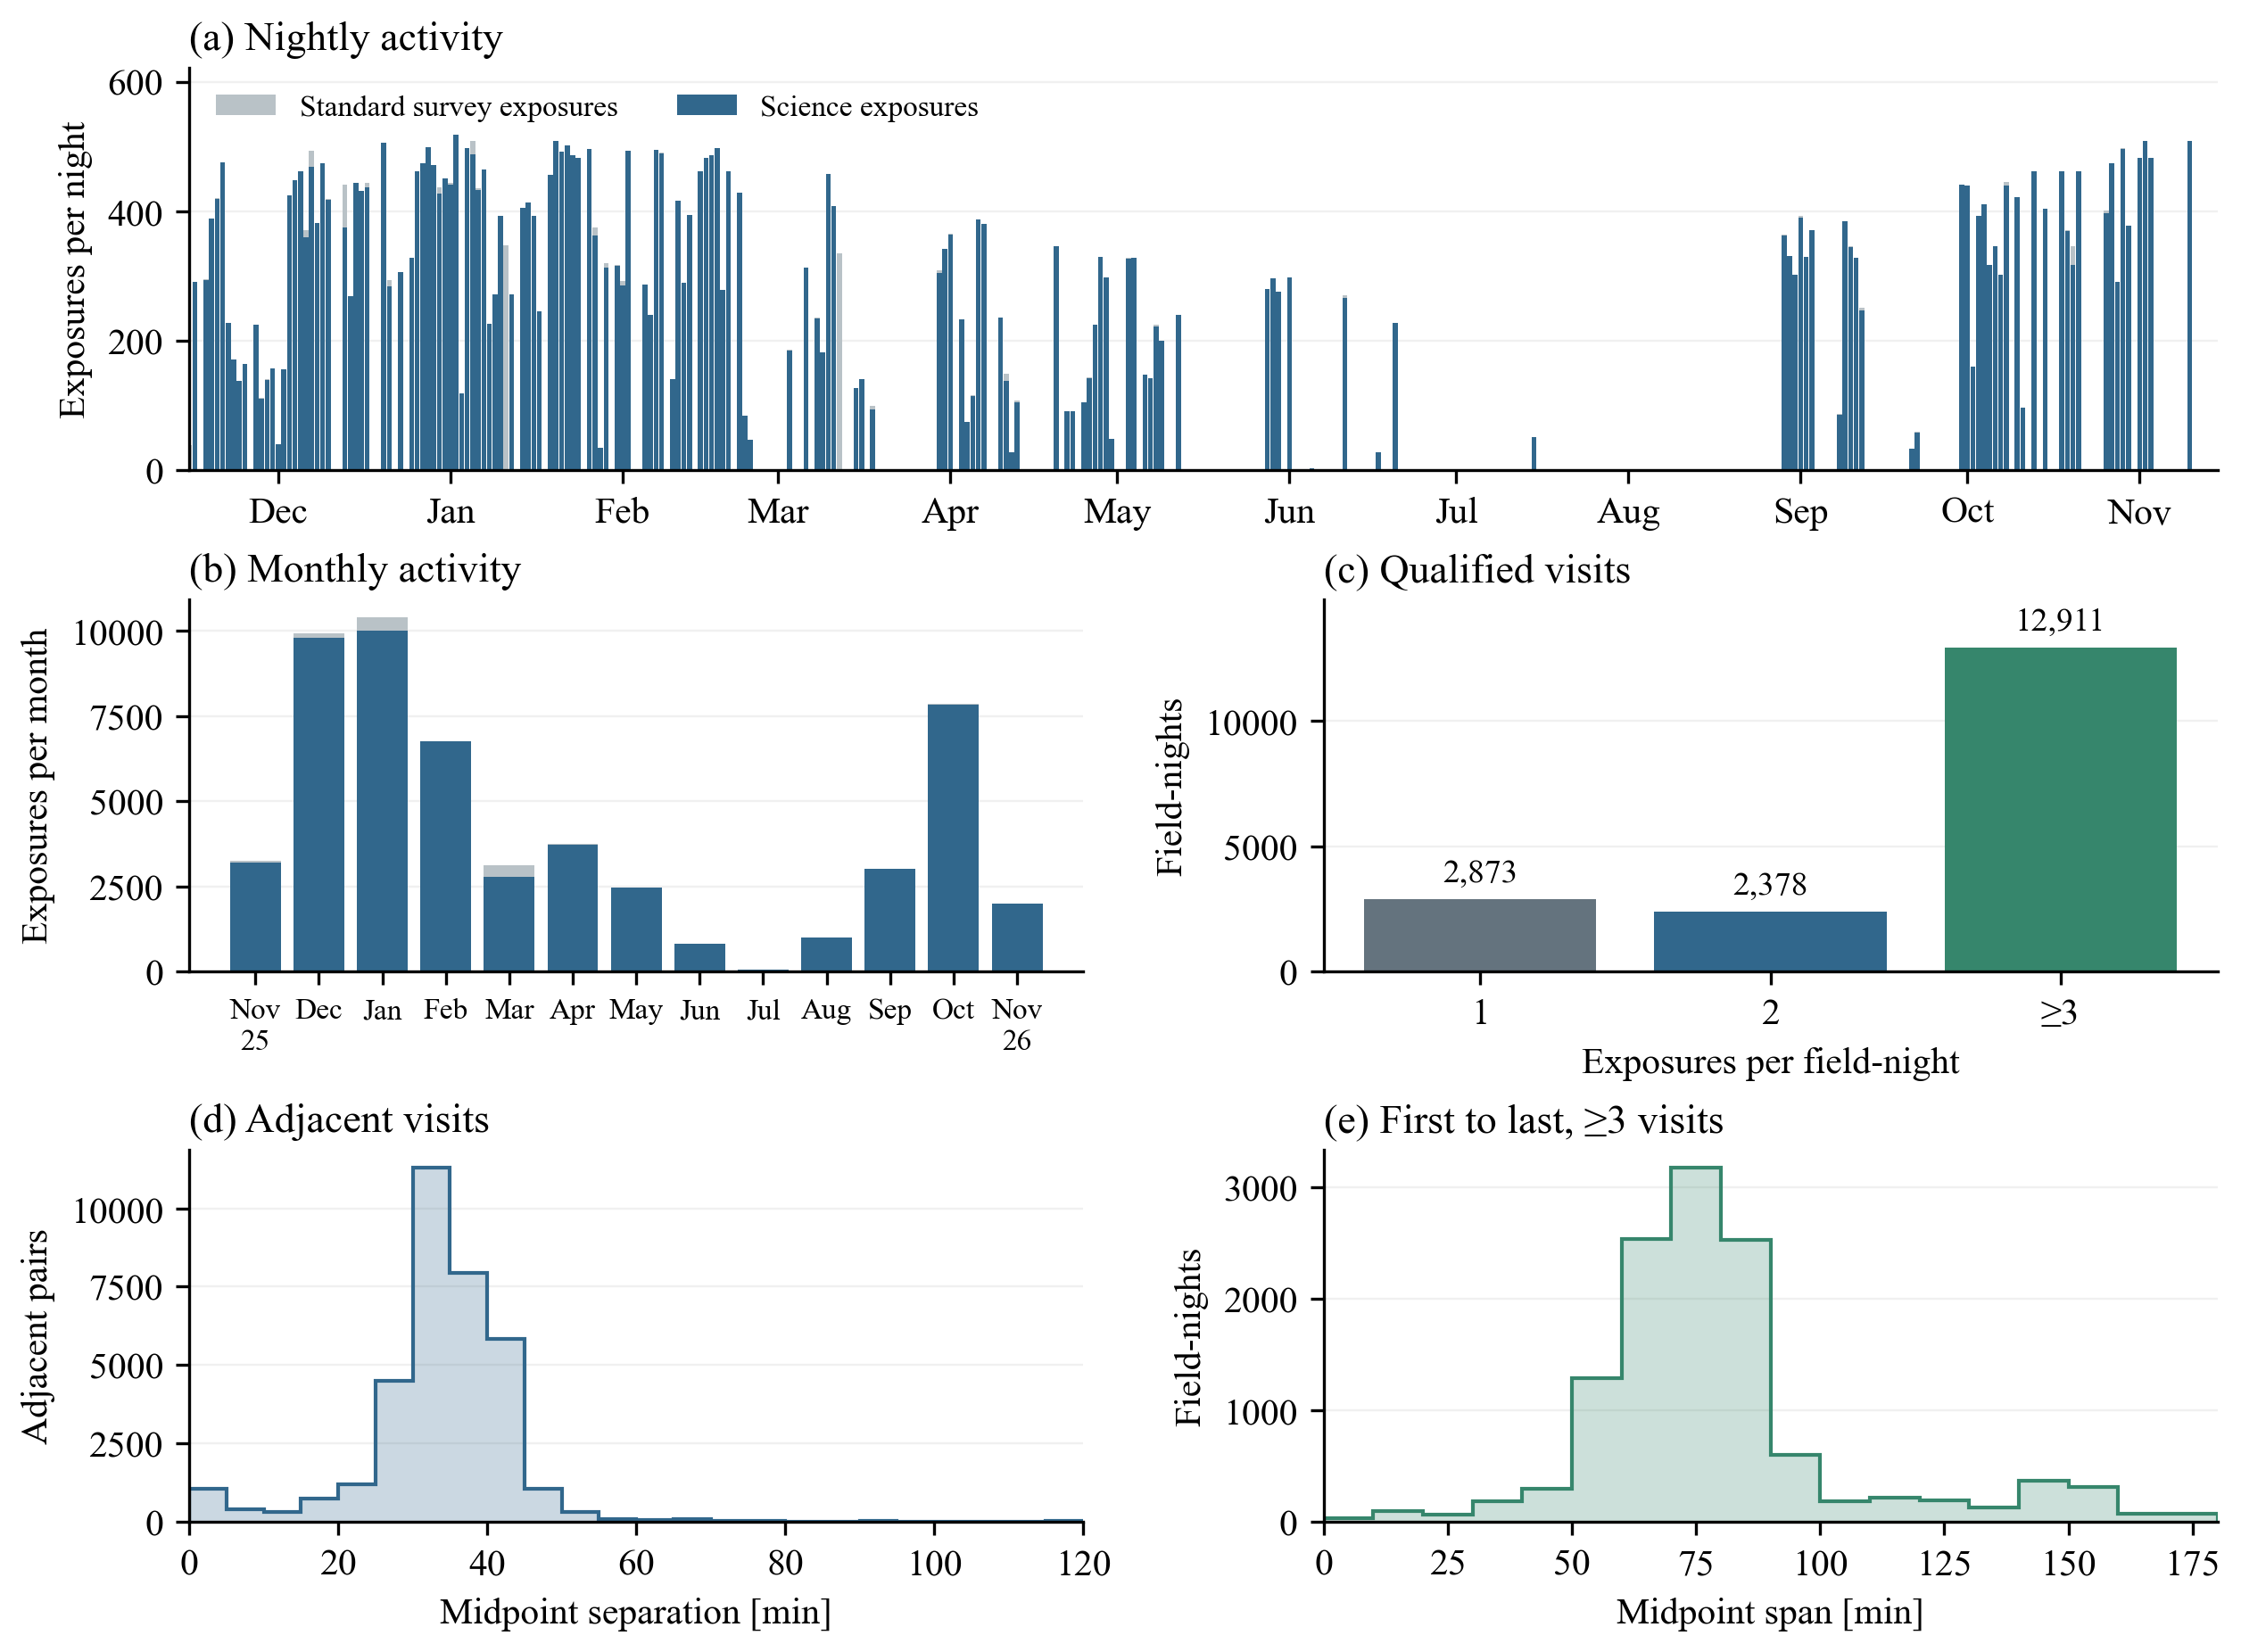 (a) Nightly activity
Exposures per night
600
400
200
0
Standard survey exposures
Science exposures
Dec Jan Feb Mar Apr May Jun Jul Aug Sep Oct Nov
(b) Monthly activity
Exposures per month
10000
7500
5000
2500
0
Nov Dec Jan Feb Mar Apr May Jun Jul Aug Sep Oct Nov
25 26
(c) Qualified visits
Field-nights
10000
5000
0
2,873
2,378
12,911
1 2 ≥3
Exposures per field-night
(d) Adjacent visits
Adjacent pairs
10000
7500
5000
2500
0
0 20 40 60 80 100 120
Midpoint separation [min]
(e) First to last, ≥3 visits
Field-nights
3000
2000
1000
0
0 25 50 75 100 125 150 175
Midpoint span [min]